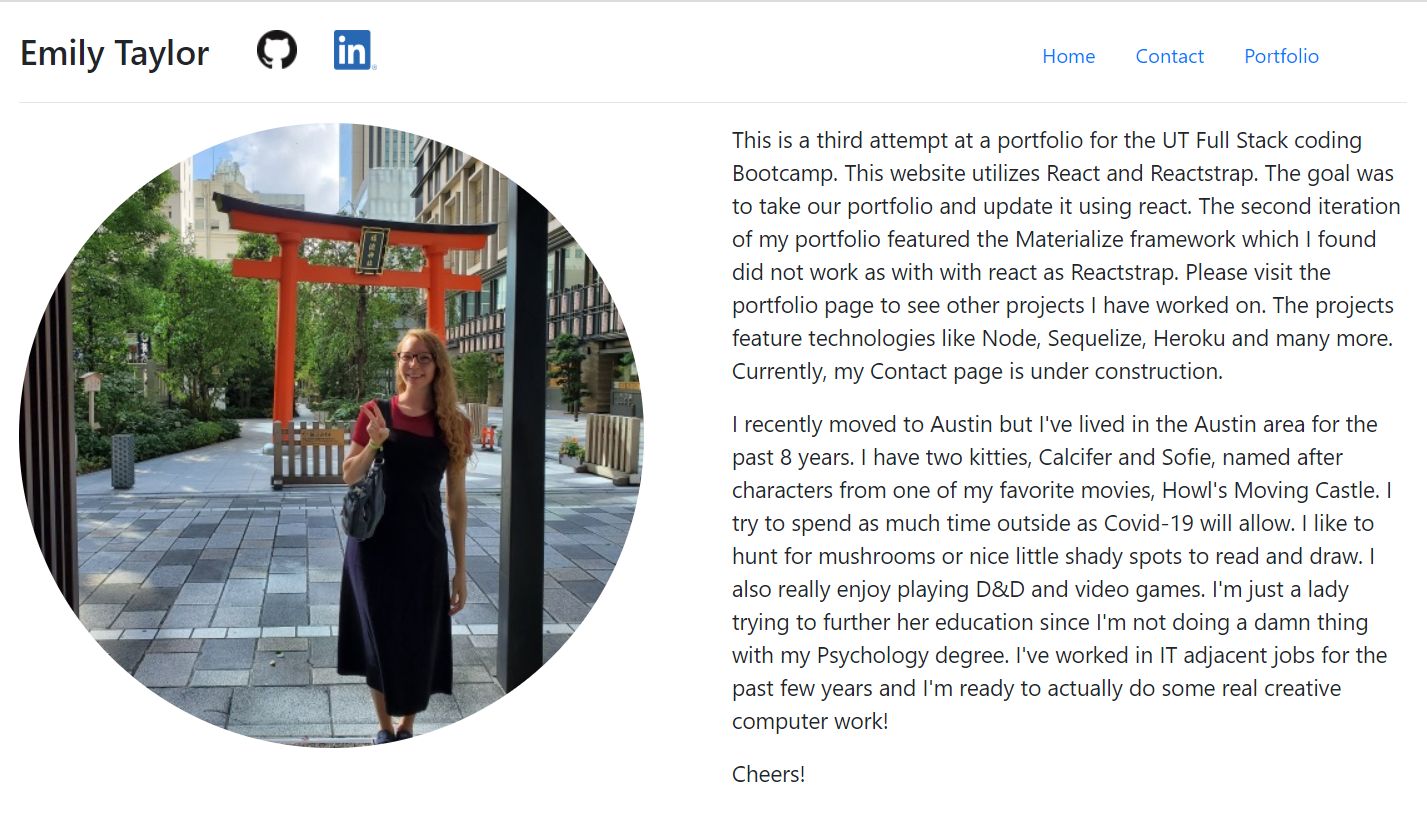 Emily Taylor
in
Home Contact Portfolio
This is a third attempt at a portfolio for the UT Full Stack coding
Bootcamp. This website utilizes React and Reactstrap. The goal was
to take our portfolio and update it using react. The second iteration
of my portfolio featured the Materialize framework which I found
did not work as with with react as Reactstrap. Please visit the
portfolio page to see other projects I have worked on. The projects
feature technologies like Node, Sequelize, Heroku and many more.
Currently, my Contact page is under construction.
I recently moved to Austin but I've lived in the Austin area for the
past 8 years. I have two kitties, Calcifer and Sofie, named after
characters from one of my favorite movies, Howl's Moving Castle. I
try to spend as much time outside as Covid-19 will allow. I like to
hunt for mushrooms or nice little shady spots to read and draw. I
also really enjoy playing D&D and video games. I'm just a lady
trying to further her education since I'm not doing a damn thing
with my Psychology degree. I've worked in IT adjacent jobs for the
past few years and I'm ready to actually do some real creative
computer work!
Cheers!